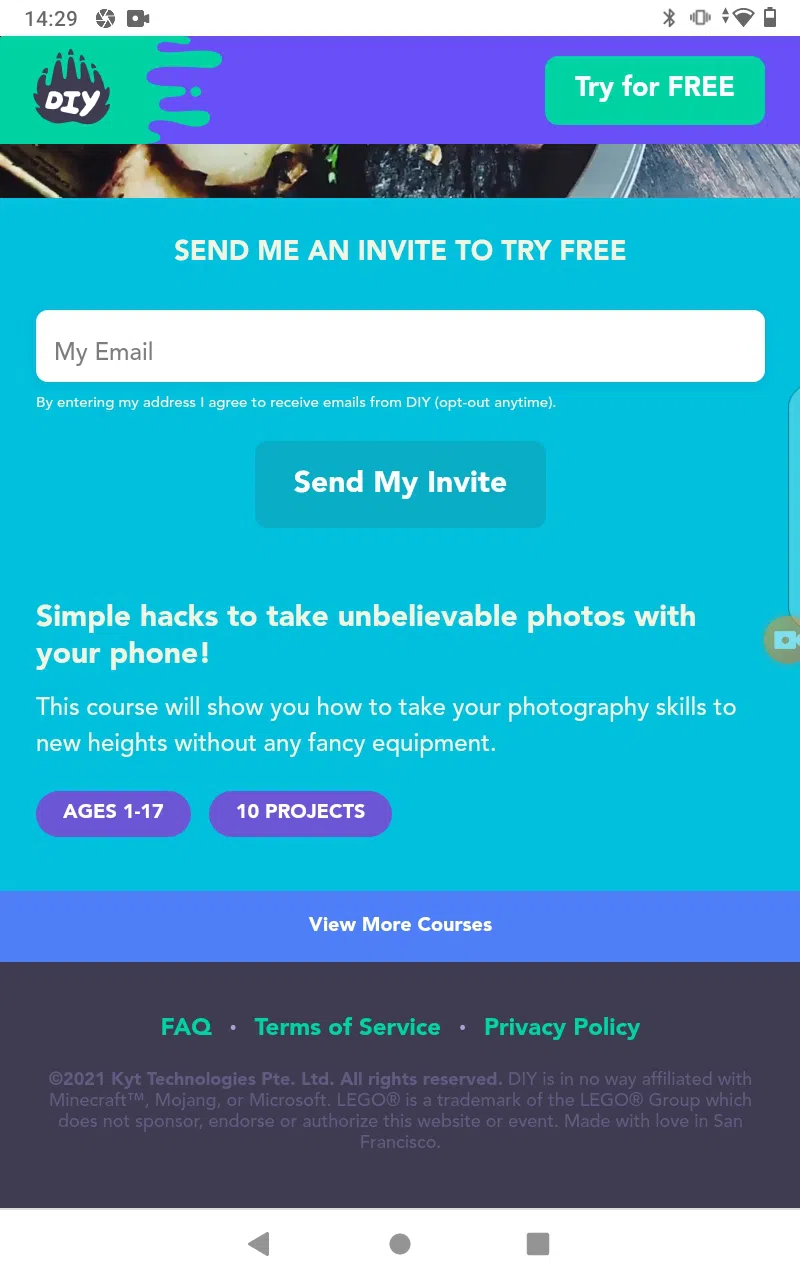 14:29
DIY
Try for FREE
SEND ME AN INVITE TO TRY FREE
My Email
By entering my address I agree to receive emails from DIY (opt-out anytime).
Send My Invite
Simple hacks to take unbelievable photos with
your phone!
This course will show you how to take your photography skills to
new heights without any fancy equipment.
AGES 1-17
10 PROJECTS
View More Courses
FAQ • Terms of Service • Privacy Policy
©2021 Kyt Technologies Pte. Ltd. All rights reserved. DIY is in no way affiliated with
Minecraft™, Mojang, or Microsoft. LEGO® is a trademark of the LEGO® Group which
does not sponsor, endorse or authorize this website or event. Made with love in San
Francisco.